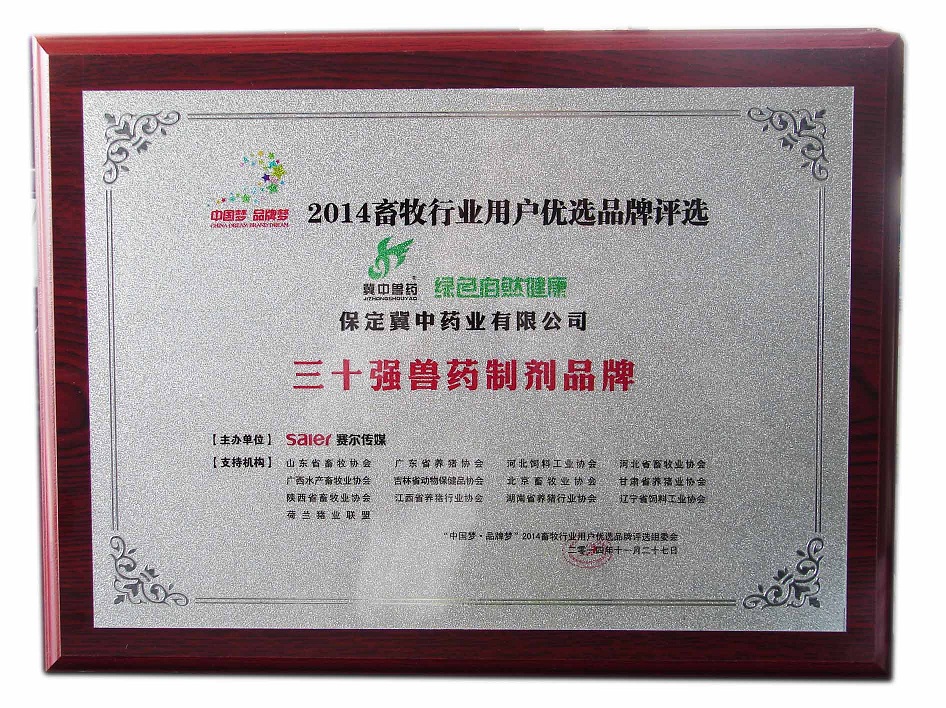 中国梦 品牌梦
CHINA DREAM BRAND DREAM
2014畜牧行业用户优选品牌评选
冀中兽药
JIZHONGSHOUYAO
绿色自然健康
保定冀中药业有限公司
三十强兽药制剂品牌
【主办单位】 saier 赛尔传媒
【支持机构】 山东省畜牧协会 广东省养猪协会 河北饲料工业协会 河北省畜牧业协会
广西水产畜牧业协会 吉林省动物保健品协会 北京畜牧业协会 甘肃省养猪业协会
陕西省畜牧业协会 江西省养猪行业协会 湖南省养猪行业协会 辽宁省饲料工业协会
荷兰猪业联盟
“中国梦·品牌梦”2014畜牧行业用户优选品牌评选组委会
二零一四年十一月二十七日